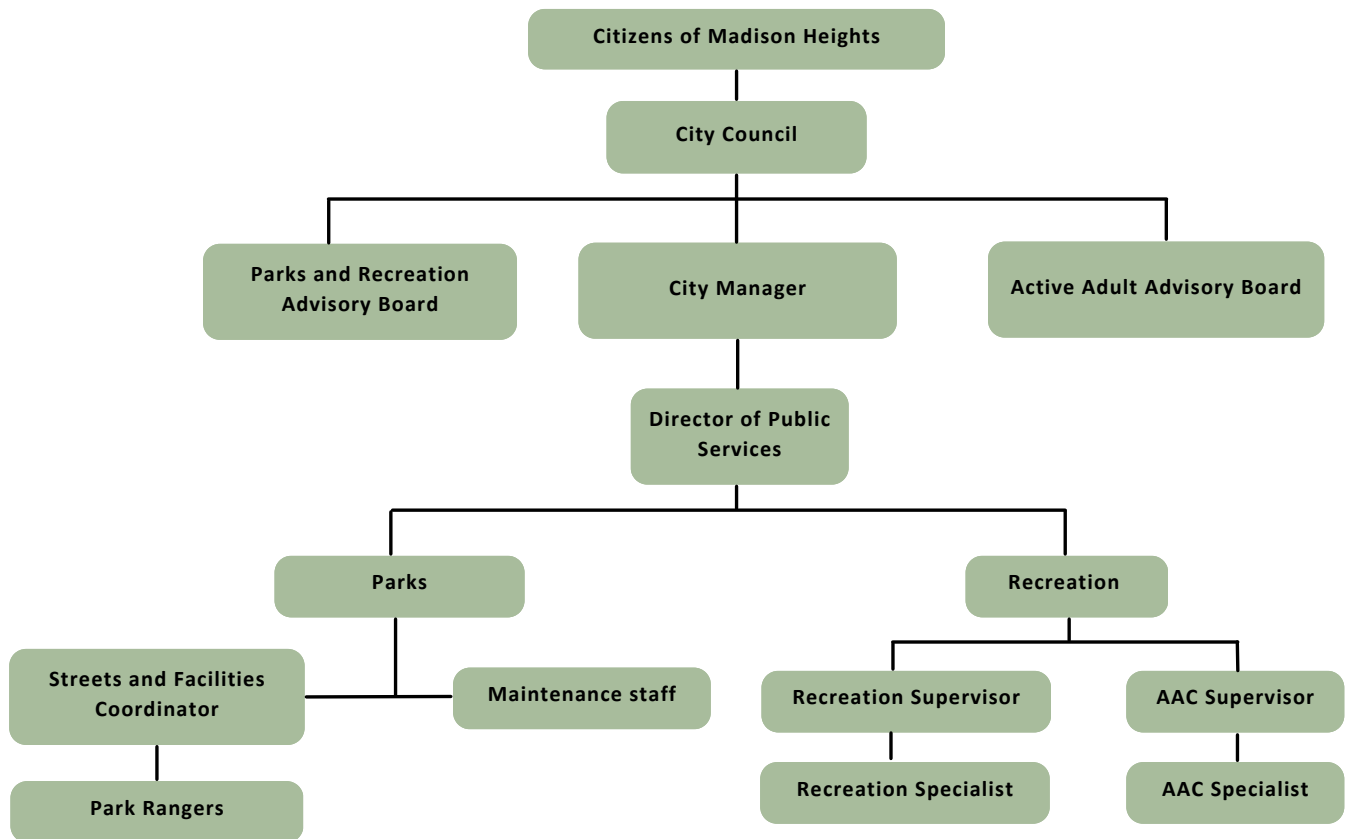 Citizens of Madison Heights
City Council
Parks and Recreation
Advisory Board
City Manager
Active Adult Advisory Board
Director of Public
Services
Parks
Recreation
Streets and Facilities
Coordinator
Maintenance staff
Recreation Supervisor
AAC Supervisor
Park Rangers
Recreation Specialist
AAC Specialist